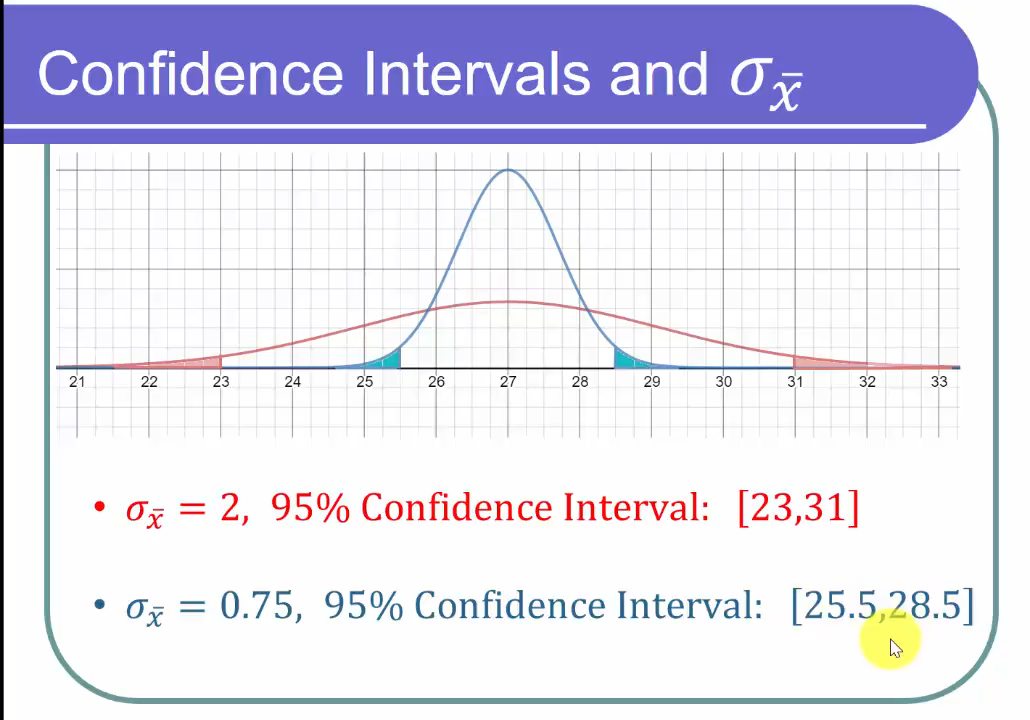 Confidence Intervals and σx̄
21 22 23 24 25 26 27 28 29 30 31 32 33
• σx̄ = 2, 95% Confidence Interval: [23,31]
• σx̄ = 0.75, 95% Confidence Interval: [25.5,28.5]